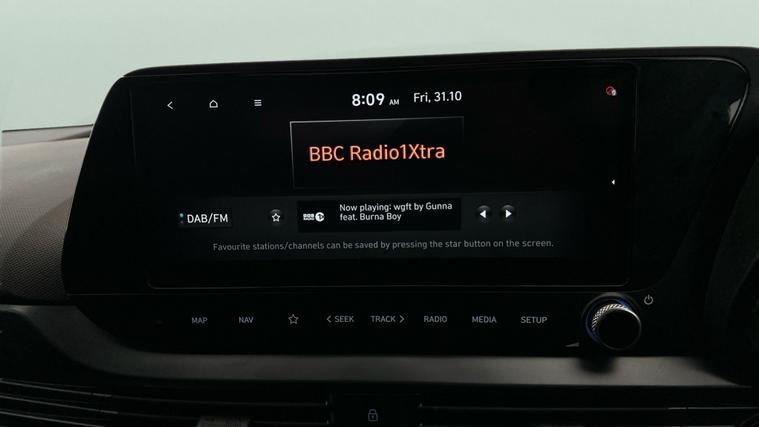 8:09 AM Fri, 31.10
BBC Radio1Xtra
DAB/FM
Now playing: wgft by Gunna
feat. Burna Boy
Favourite stations/channels can be saved by pressing the star button on the screen.
MAP NAV < SEEK TRACK > RADIO MEDIA SETUP